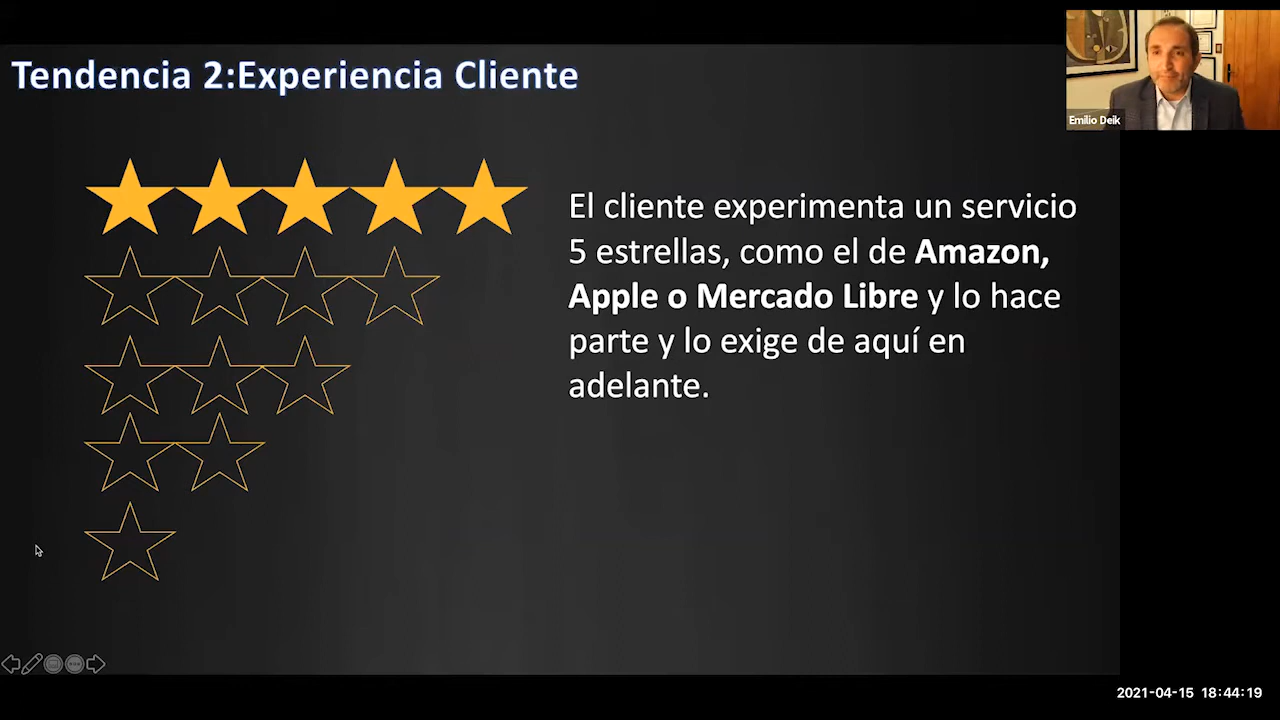 Tendencia 2:Experiencia Cliente
Emilio Deik
El cliente experimenta un servicio
5 estrellas, como el de Amazon,
Apple o Mercado Libre y lo hace
parte y lo exige de aquí en
adelante.
2021-04-15 18:44:19